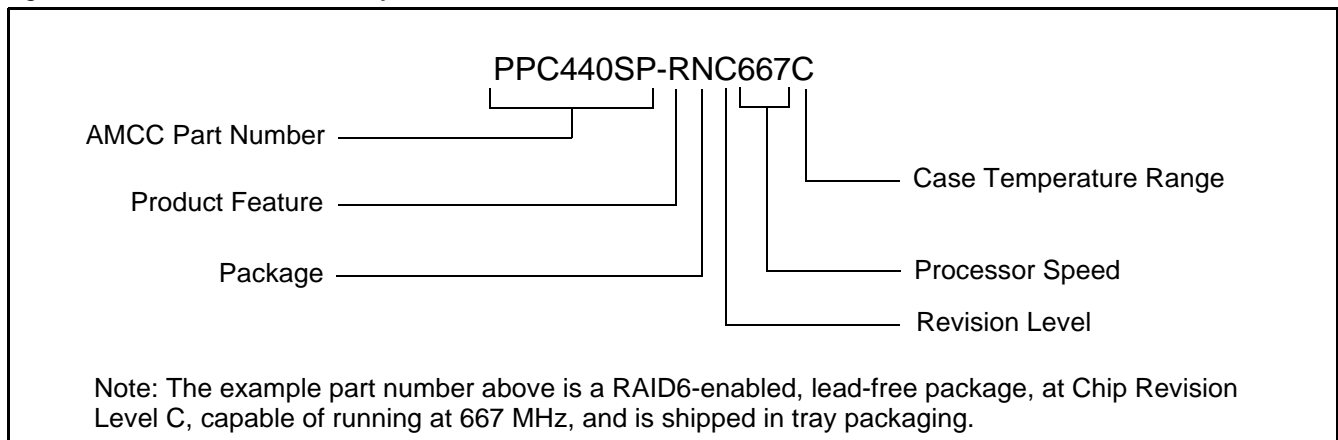 PPC440SP-RNC667C
AMCC Part Number
Case Temperature Range
Product Feature
Package
Processor Speed
Revision Level
Note: The example part number above is a RAID6-enabled, lead-free package, at Chip Revision
Level C, capable of running at 667 MHz, and is shipped in tray packaging.